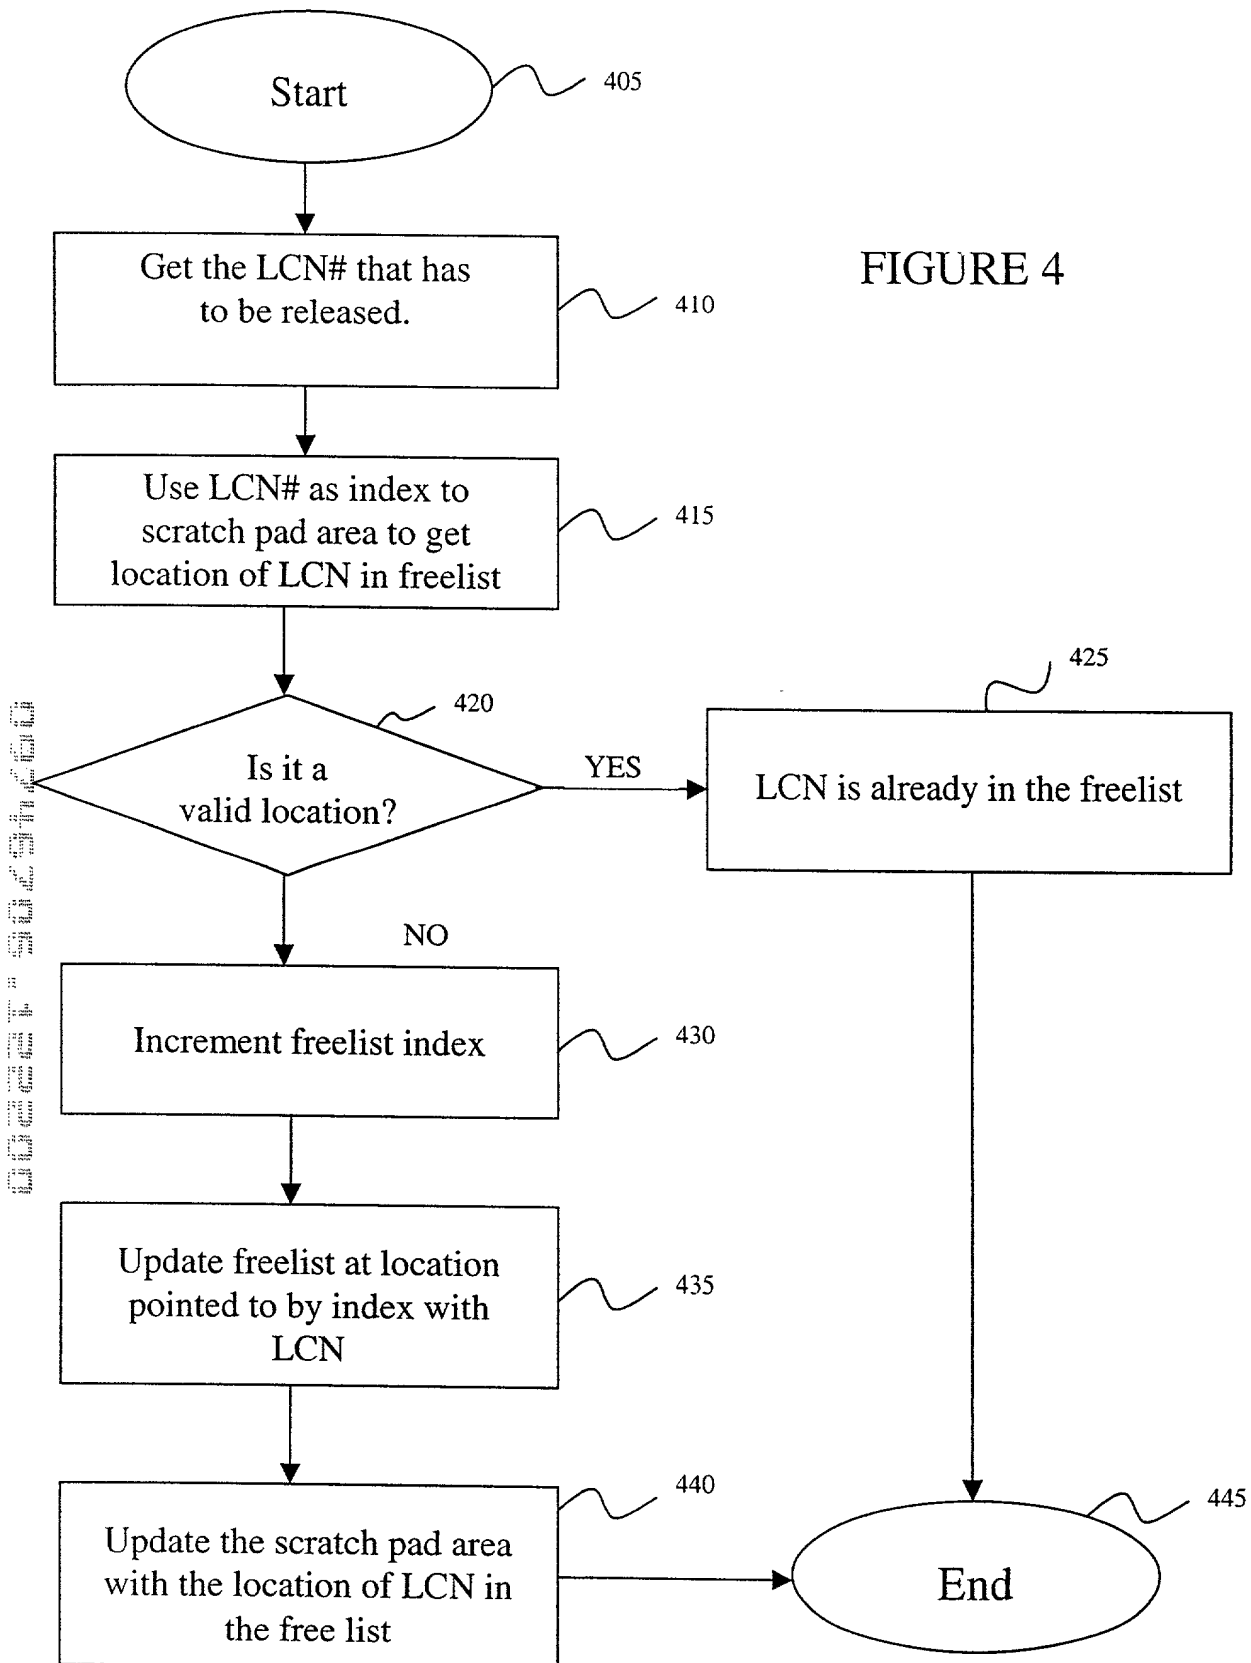 Start
405
FIGURE 4
Get the LCN# that has
to be released.
410
Use LCN# as index to
scratch pad area to get
location of LCN in freelist
415
420
Is it a
valid location?
YES
425
LCN is already in the freelist
NO
Increment freelist index
430
Update freelist at location
pointed to by index with
LCN
435
440
Update the scratch pad area
with the location of LCN in
the free list
445
End